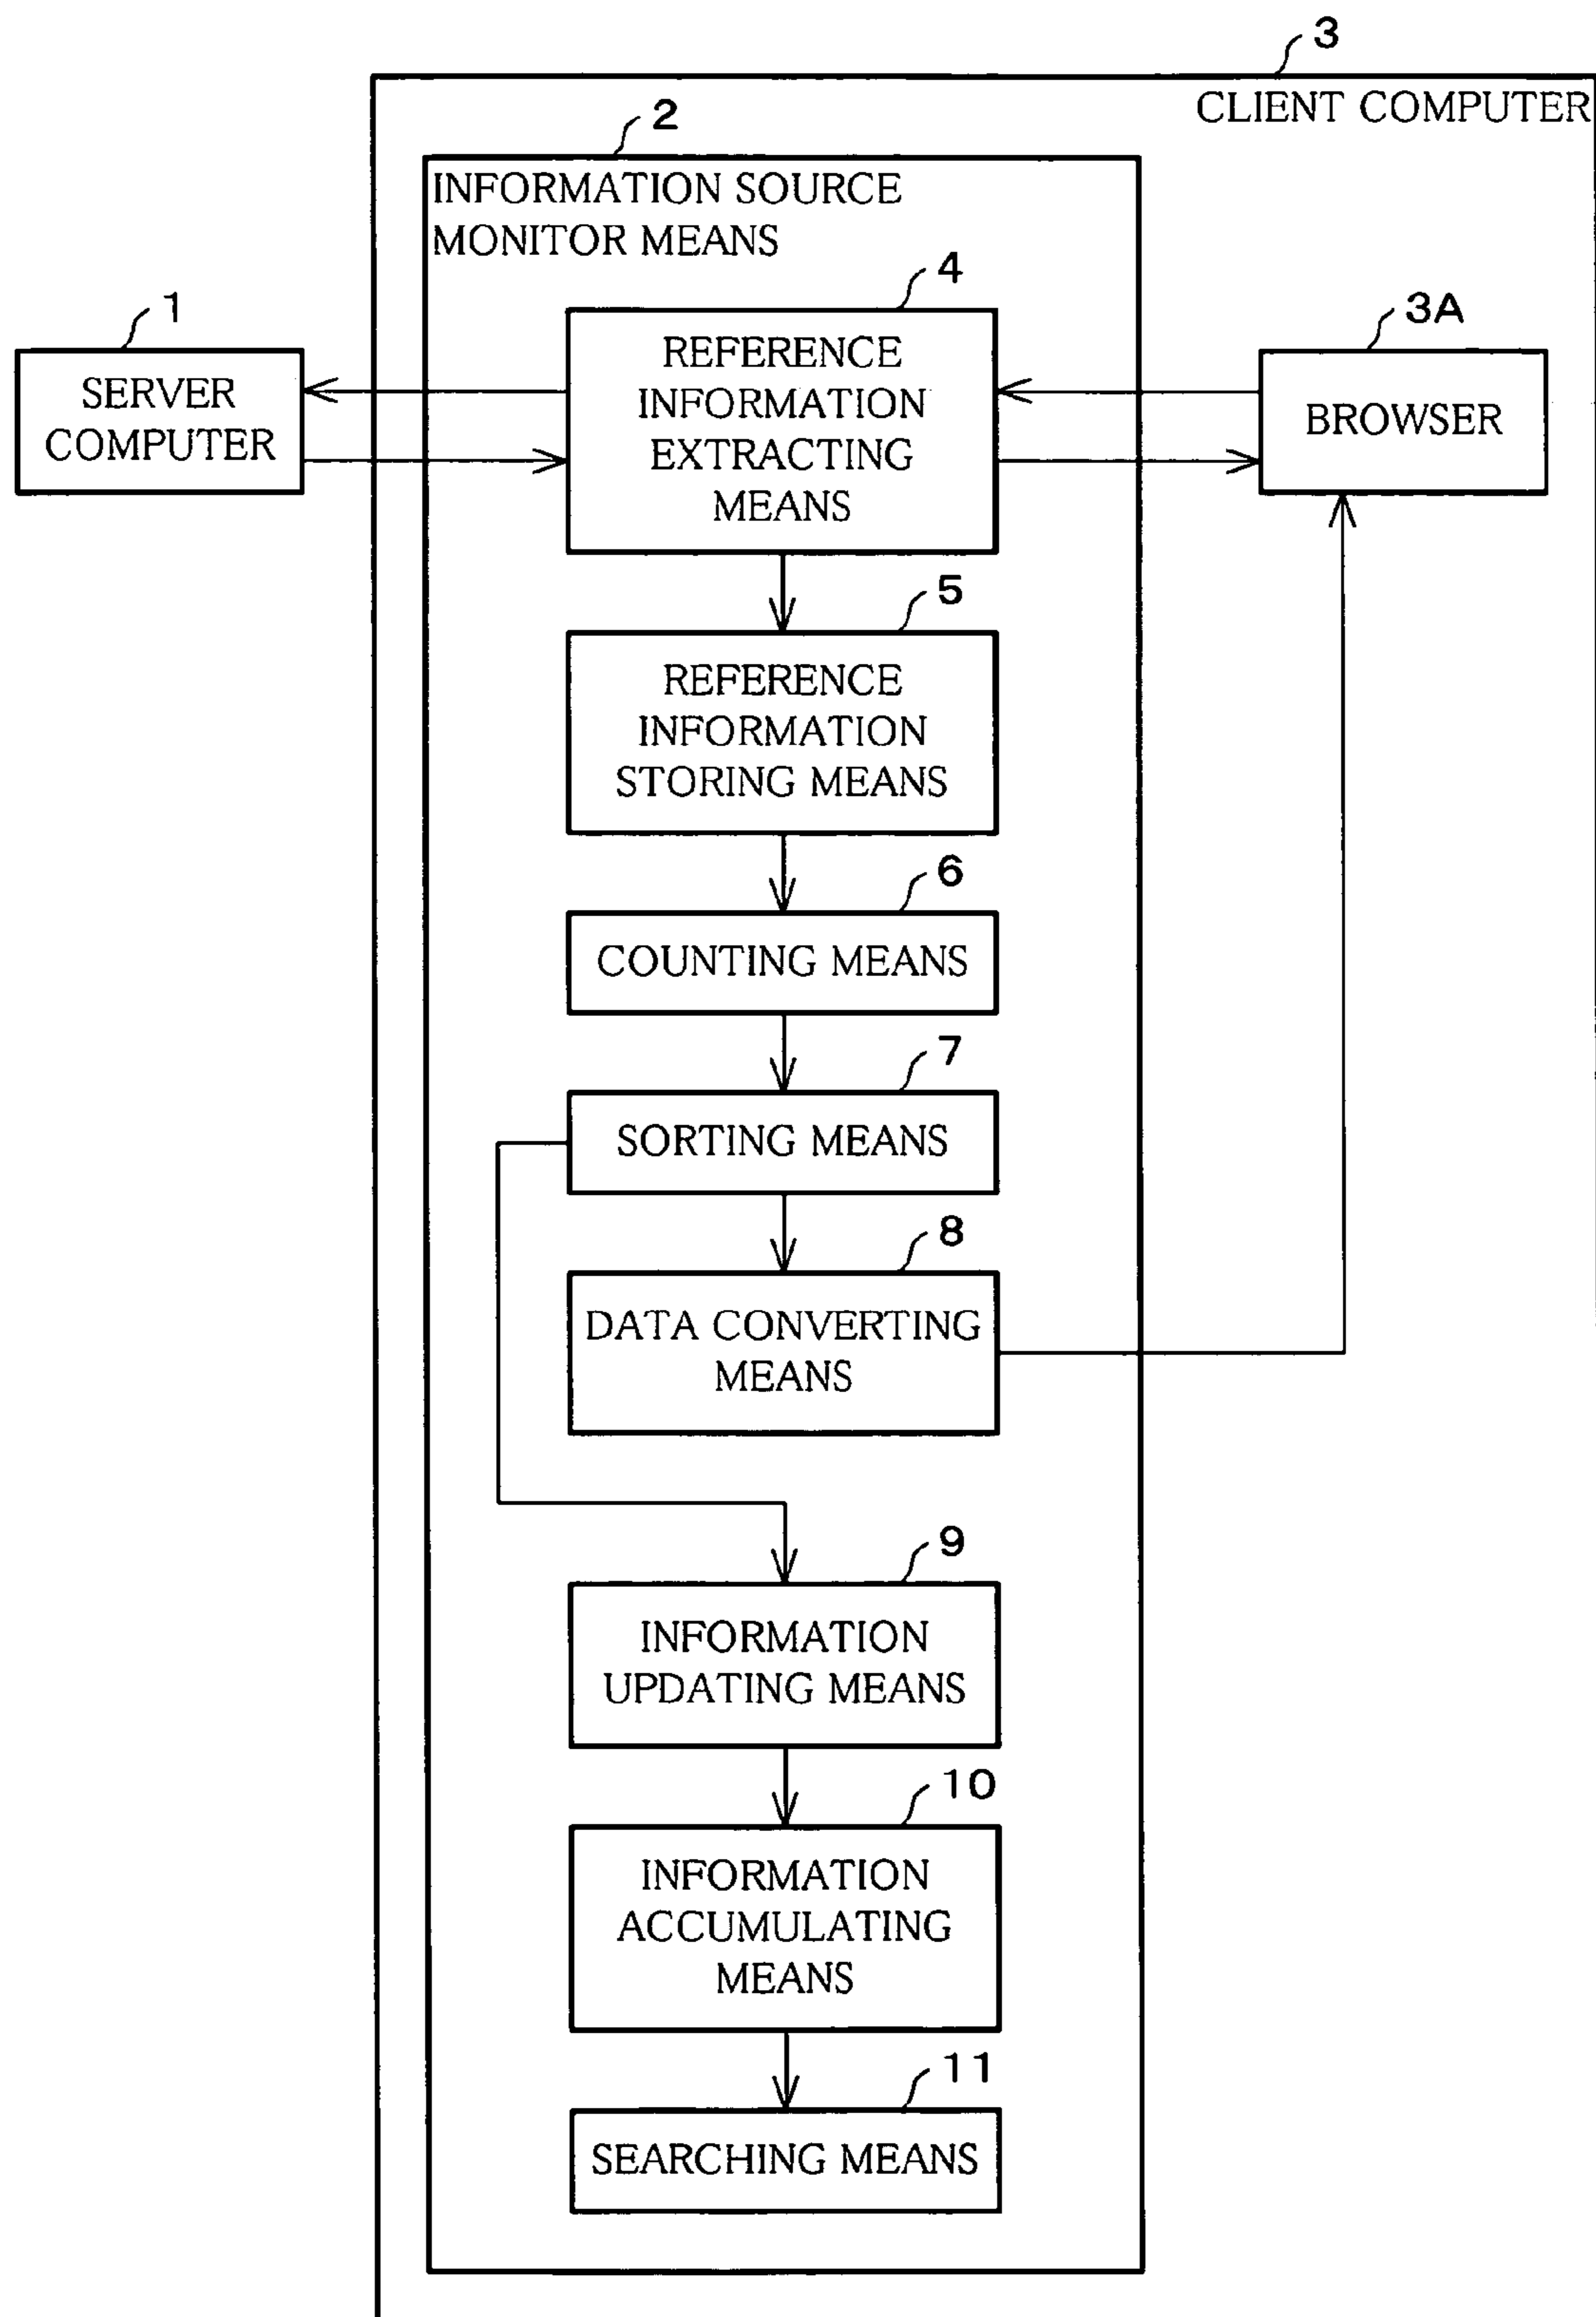 3
CLIENT COMPUTER
2
INFORMATION SOURCE
MONITOR MEANS
1
SERVER
COMPUTER
4
REFERENCE
INFORMATION
EXTRACTING
MEANS
3A
BROWSER
5
REFERENCE
INFORMATION
STORING MEANS
6
COUNTING MEANS
7
SORTING MEANS
8
DATA CONVERTING
MEANS
9
INFORMATION
UPDATING MEANS
10
INFORMATION
ACCUMULATING
MEANS
11
SEARCHING MEANS